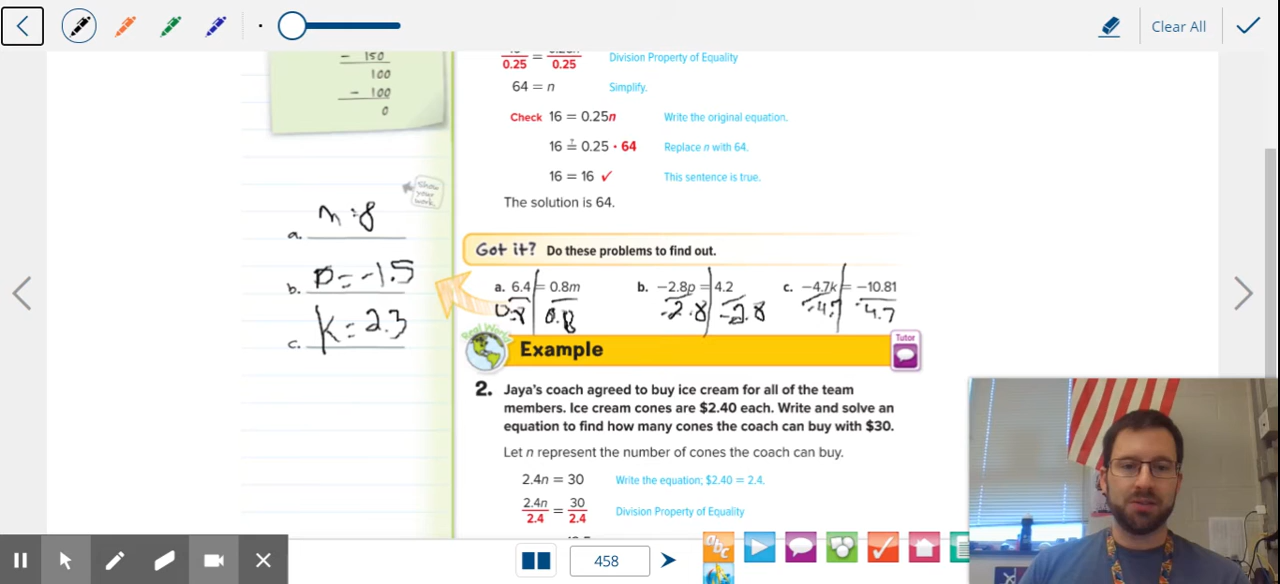 Clear All
- 150
100
- 100
0
0.25 0.25 Division Property of Equality
64 = n Simplify.
Check 16 = 0.25n Write the original equation.
16 ≟ 0.25 · 64 Replace n with 64.
16 = 16 ✓ This sentence is true.
The solution is 64.
Show your work.
a. m = 8
b. p = -1.5
c. k = 2.3
Got it? Do these problems to find out.
a. 6.4 = 0.8m b. −2.8p = 4.2 c. −4.7k = −10.81
0.8 0.8 -2.8 -2.8 -4.7 -4.7
Real World
Example
Tutor
2. Jaya's coach agreed to buy ice cream for all of the team
members. Ice cream cones are $2.40 each. Write and solve an
equation to find how many cones the coach can buy with $30.
Let n represent the number of cones the coach can buy.
2.4n = 30 Write the equation; $2.40 = 2.4.
2.4n = 30
2.4 2.4 Division Property of Equality
458
abc